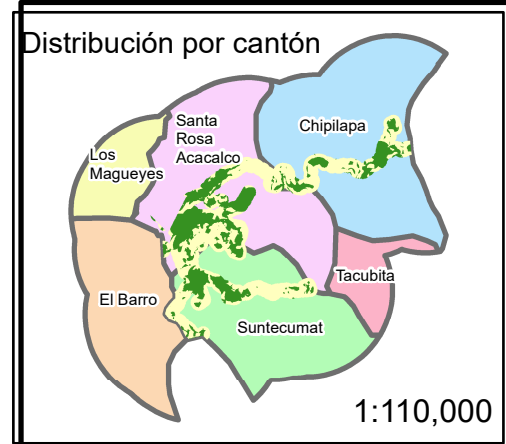 Distribución por cantón
Santa
Rosa
Acacalco
Chipilapa
Los
Magueyes
Tacubita
El Barro
Suntecumat
1:110,000